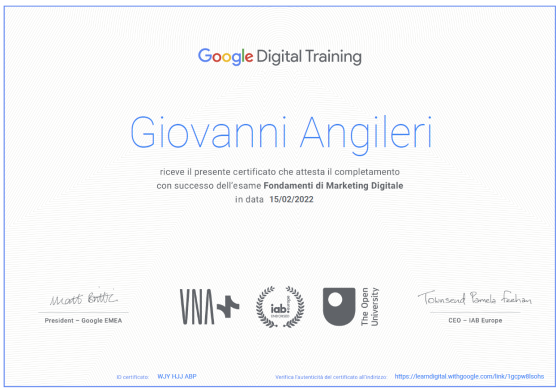 Google Digital Training
Giovanni Angileri
riceve il presente certificato che attesta il completamento
con successo dell'esame Fondamenti di Marketing Digitale
in data 15/02/2022
Matt Brittin
VNA
iab.europe
The Open
University
Townsend Pamela Feehan
President – Google EMEA
CEO – IAB Europe
ID certificato: WJY HJJ ABP
Verifica l'autenticità del certificato all'indirizzo: https://learndigital.withgoogle.com/link/1gcpwBlsohs